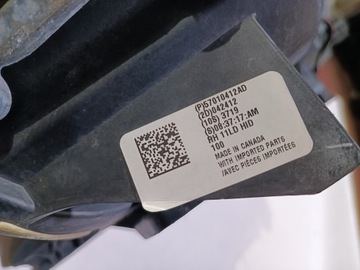 (P)57010412AD
(2D)042412
(10S) 3719
(S)08:37:17:AM
RH 11LD HID
100
MADE IN CANADA
WITH IMPORTED PARTS
/AVEC PIÈCES IMPORTÉES/